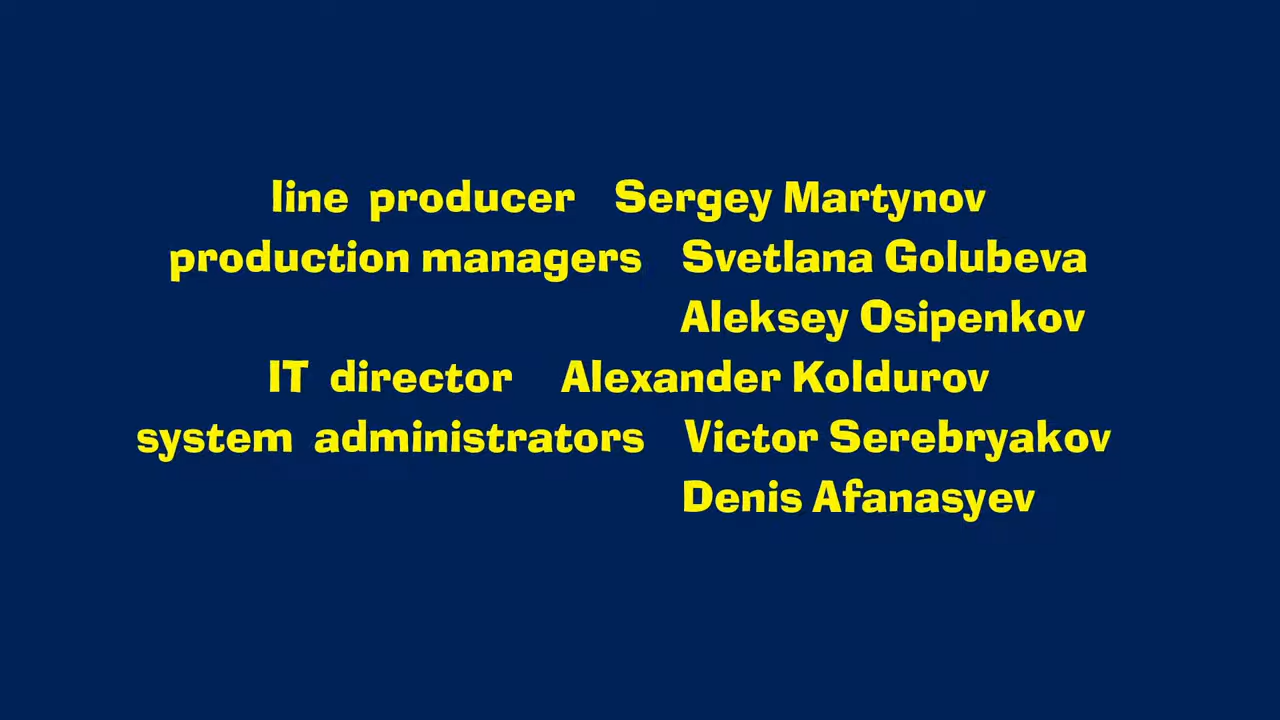 line producer Sergey Martynov
production managers Svetlana Golubeva
Aleksey Osipenkov
IT director Alexander Koldurov
system administrators Victor Serebryakov
Denis Afanasyev